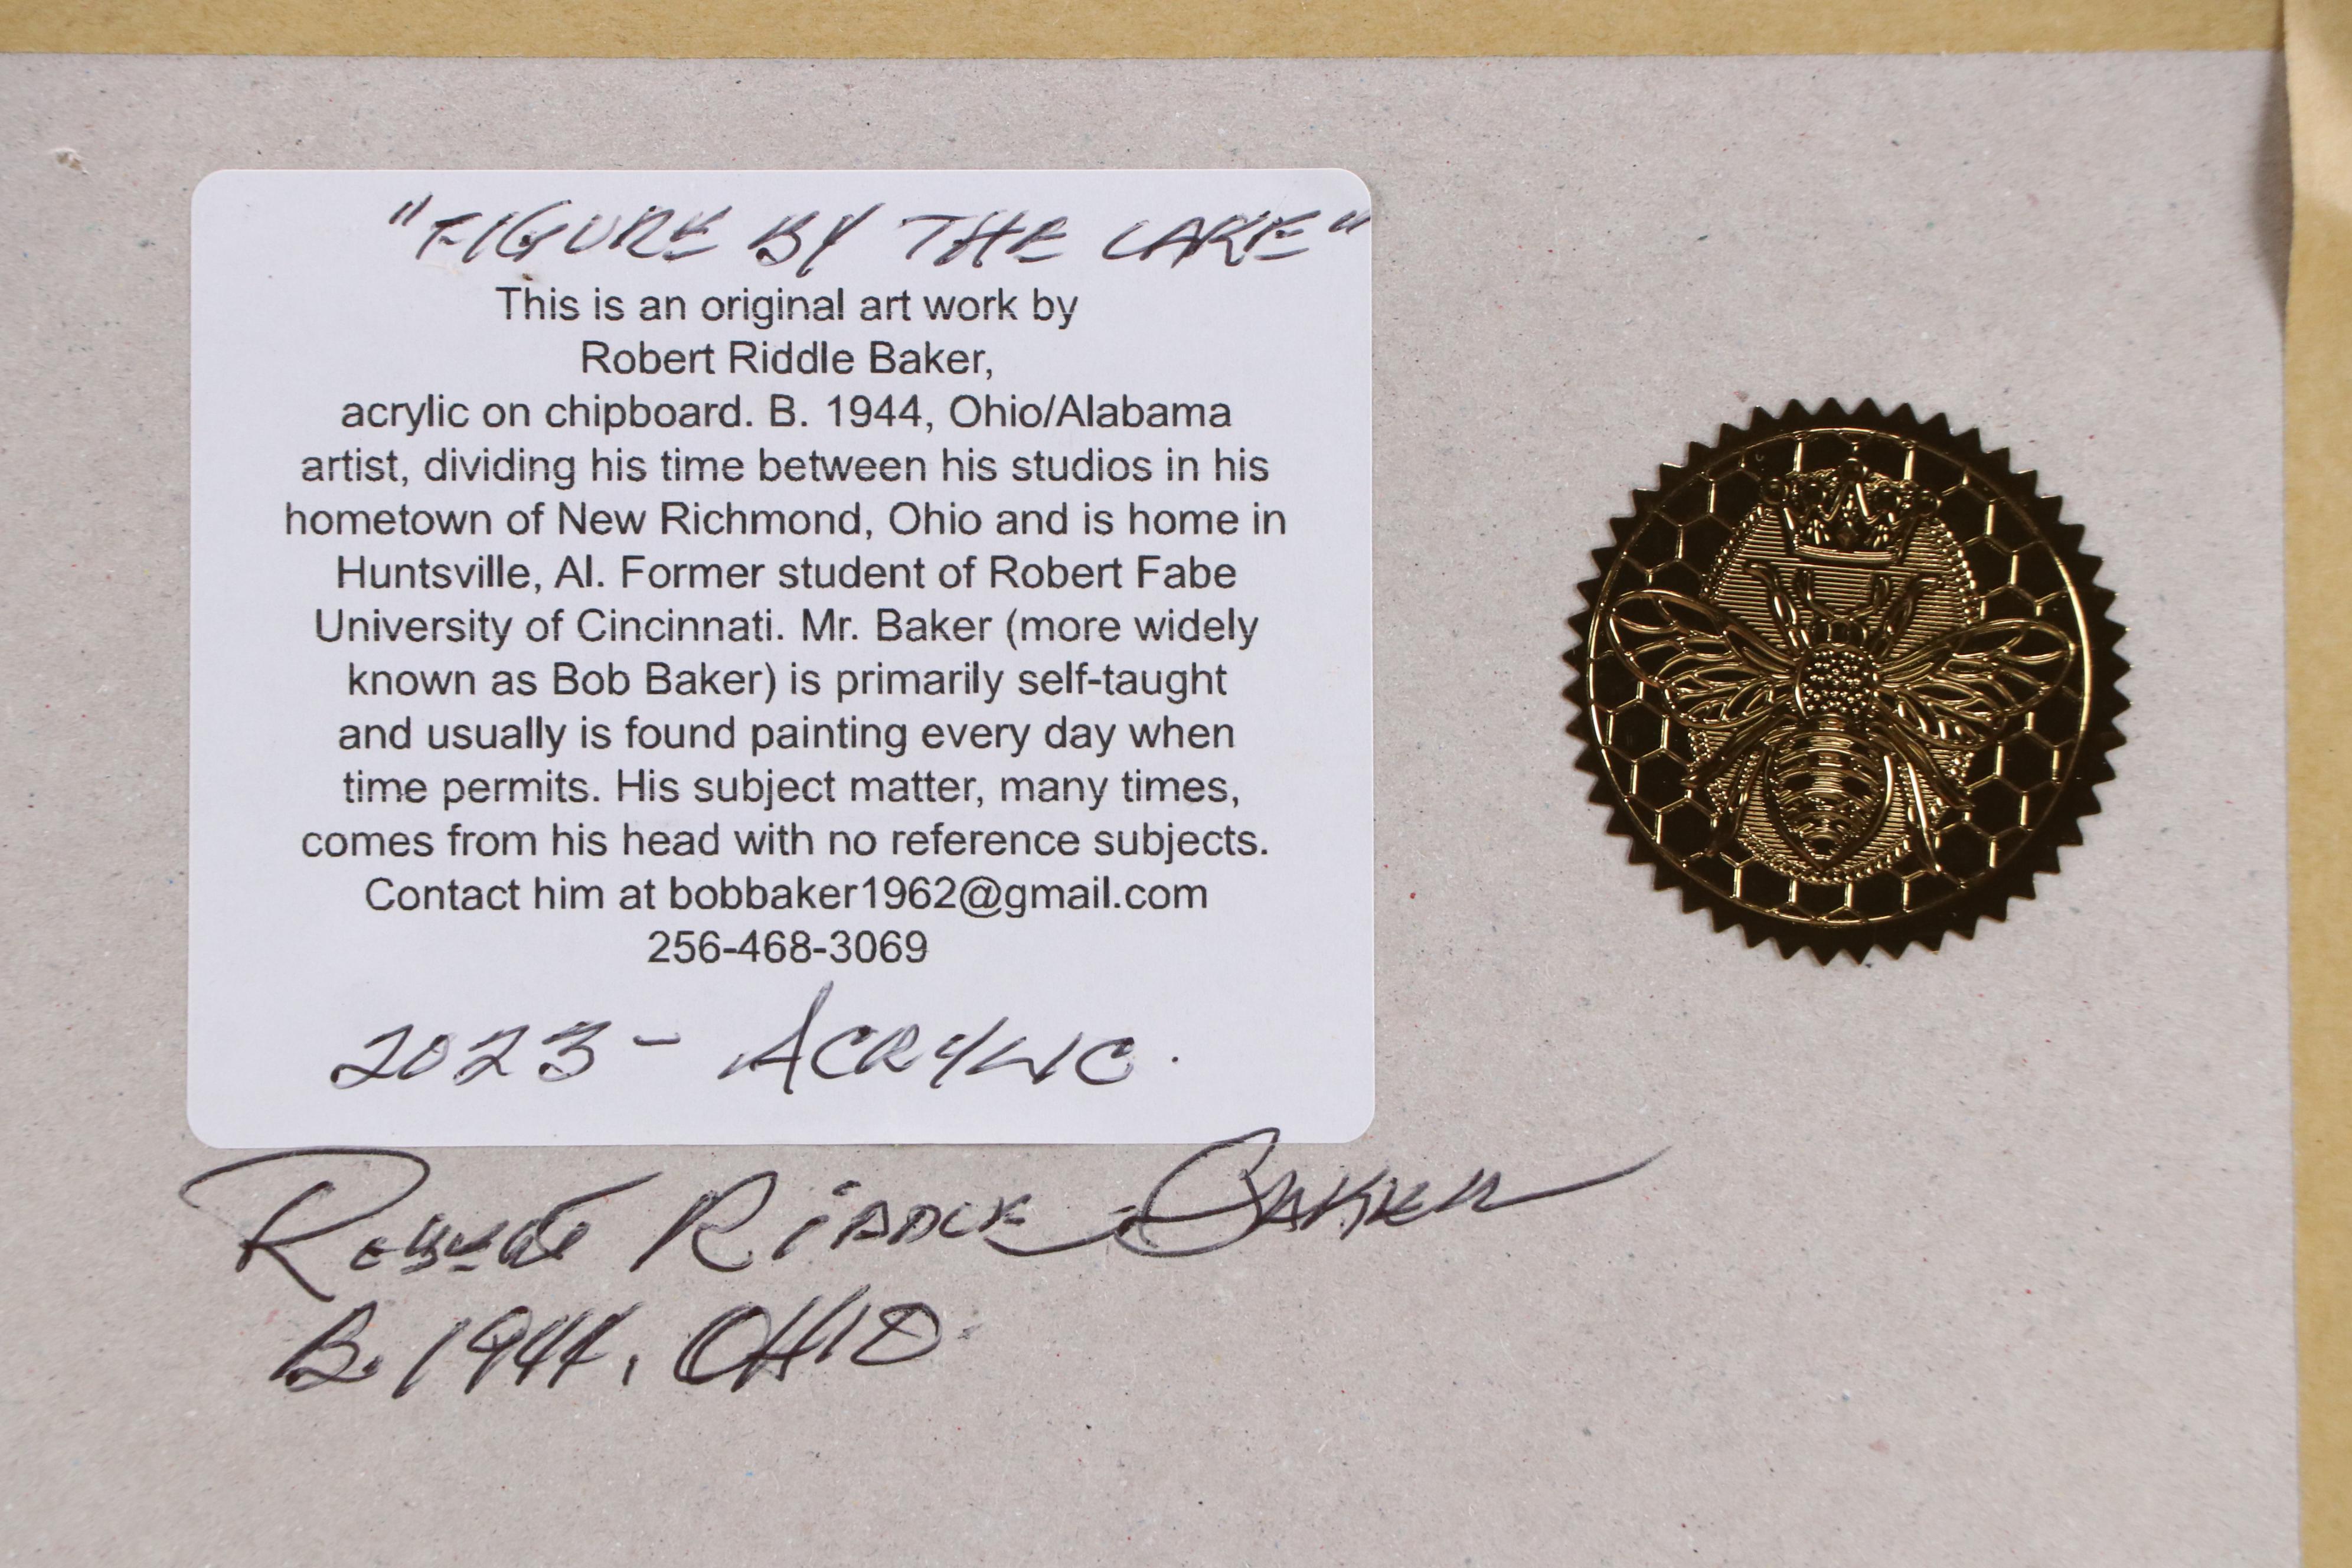 "FIGURE BY THE LAKE"
This is an original art work by
Robert Riddle Baker,
acrylic on chipboard. B. 1944, Ohio/Alabama
artist, dividing his time between his studios in his
hometown of New Richmond, Ohio and is home in
Huntsville, Al. Former student of Robert Fabe
University of Cincinnati. Mr. Baker (more widely
known as Bob Baker) is primarily self-taught
and usually is found painting every day when
time permits. His subject matter, many times,
comes from his head with no reference subjects.
Contact him at bobbaker1962@gmail.com
256-468-3069
2023 - ACRYLIC.
Robert Riddle Baker
B. 1944, OHIO